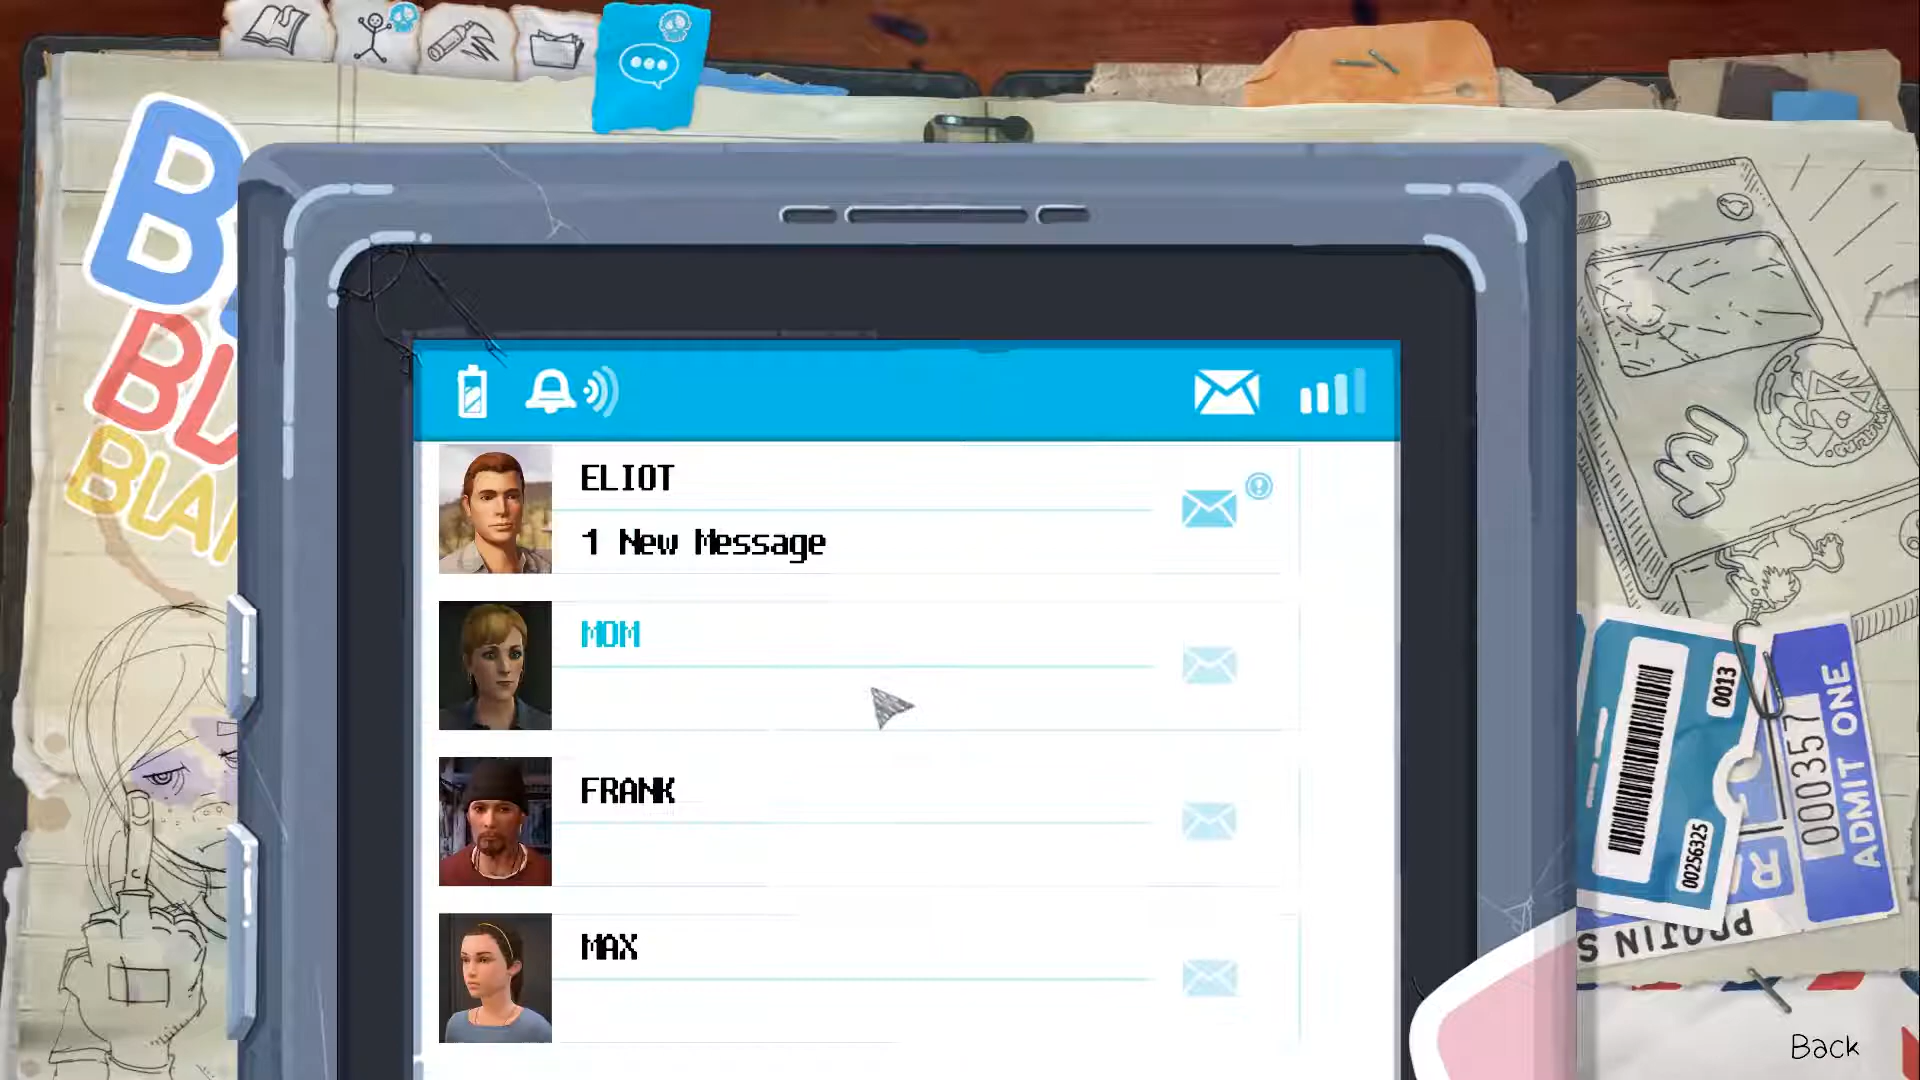 ELIOT
1 New Message
MOM
FRANK
MAX
0013
00256325
000357
ADMIT ONE
Back